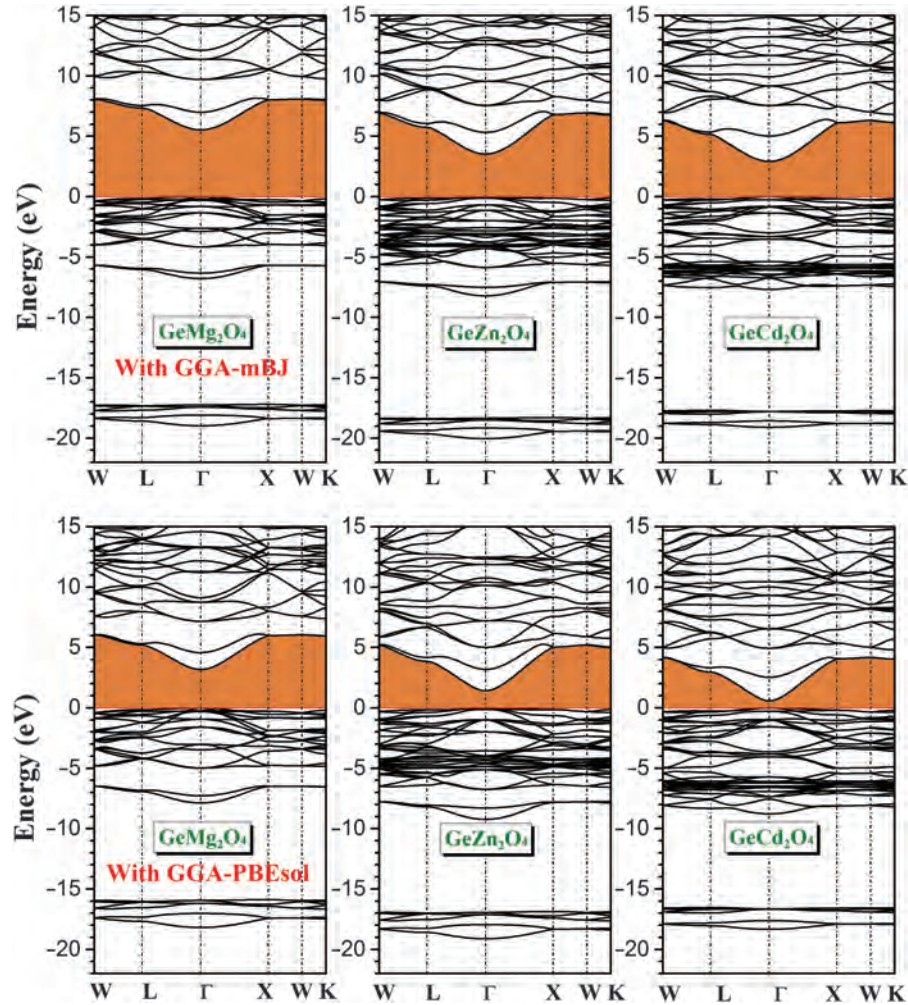 15
10
5
0
−5
−10
−15
−20
Energy (eV)
GeMg₂O₄
With GGA-mBJ
GeZn₂O₄
GeCd₂O₄
W L Γ X W K
W L Γ X W K
W L Γ X W K
15
10
5
0
−5
−10
−15
−20
Energy (eV)
GeMg₂O₄
With GGA-PBEsol
GeZn₂O₄
GeCd₂O₄
W L Γ X W K
W L Γ X W K
W L Γ X W K